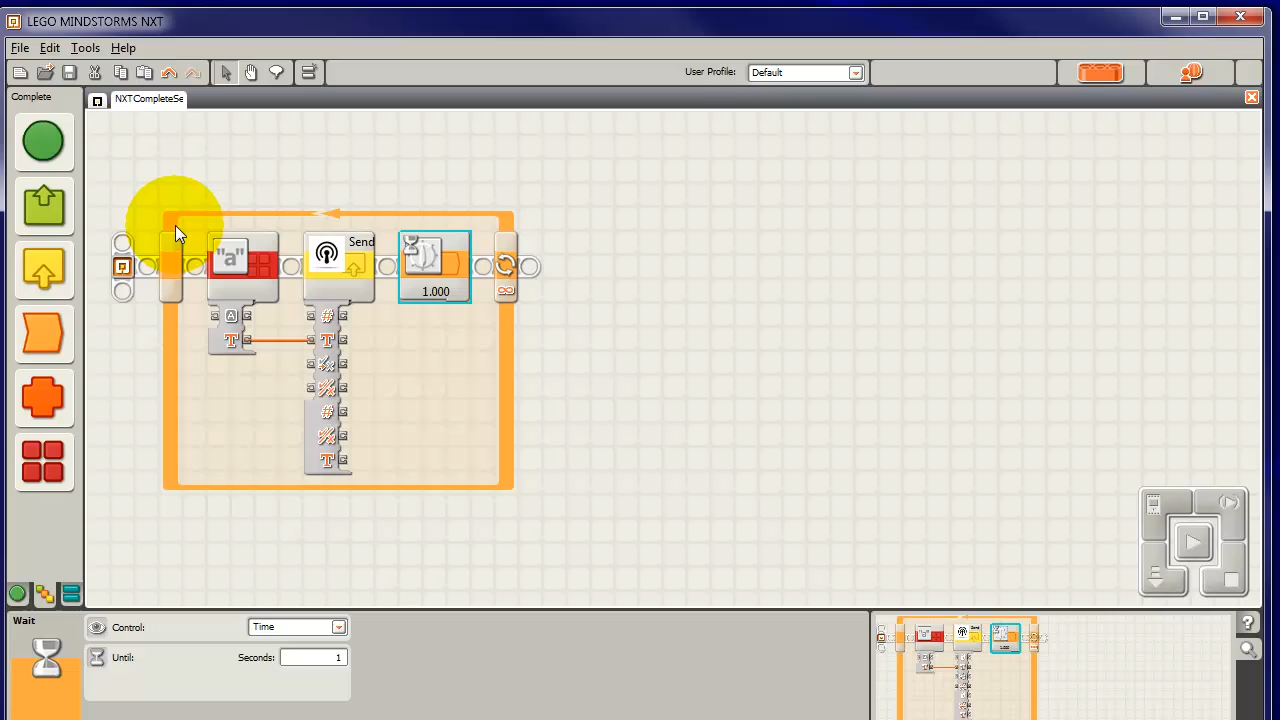 LEGO MINDSTORMS NXT
File Edit Tools Help
User Profile: Default
Complete
NXTCompleteSe
"a"
Send
1.000
A
#
T
T
#
T
Wait
Control: Time
Until: Seconds: 1
?